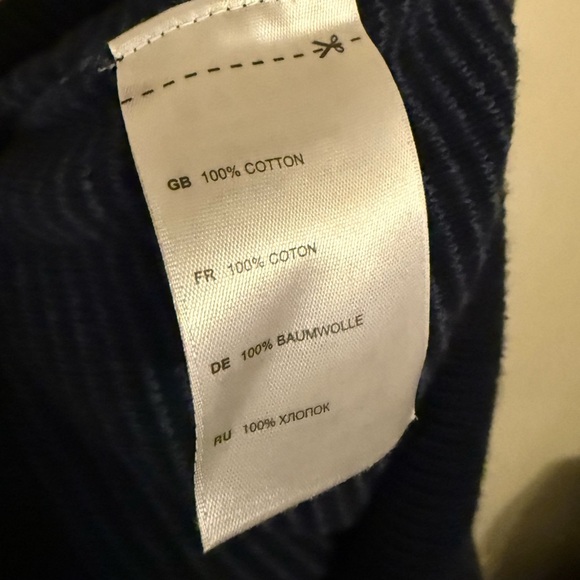 GB 100% COTTON
FR 100% COTON
DE 100% BAUMWOLLE
RU 100% ХЛОПОК